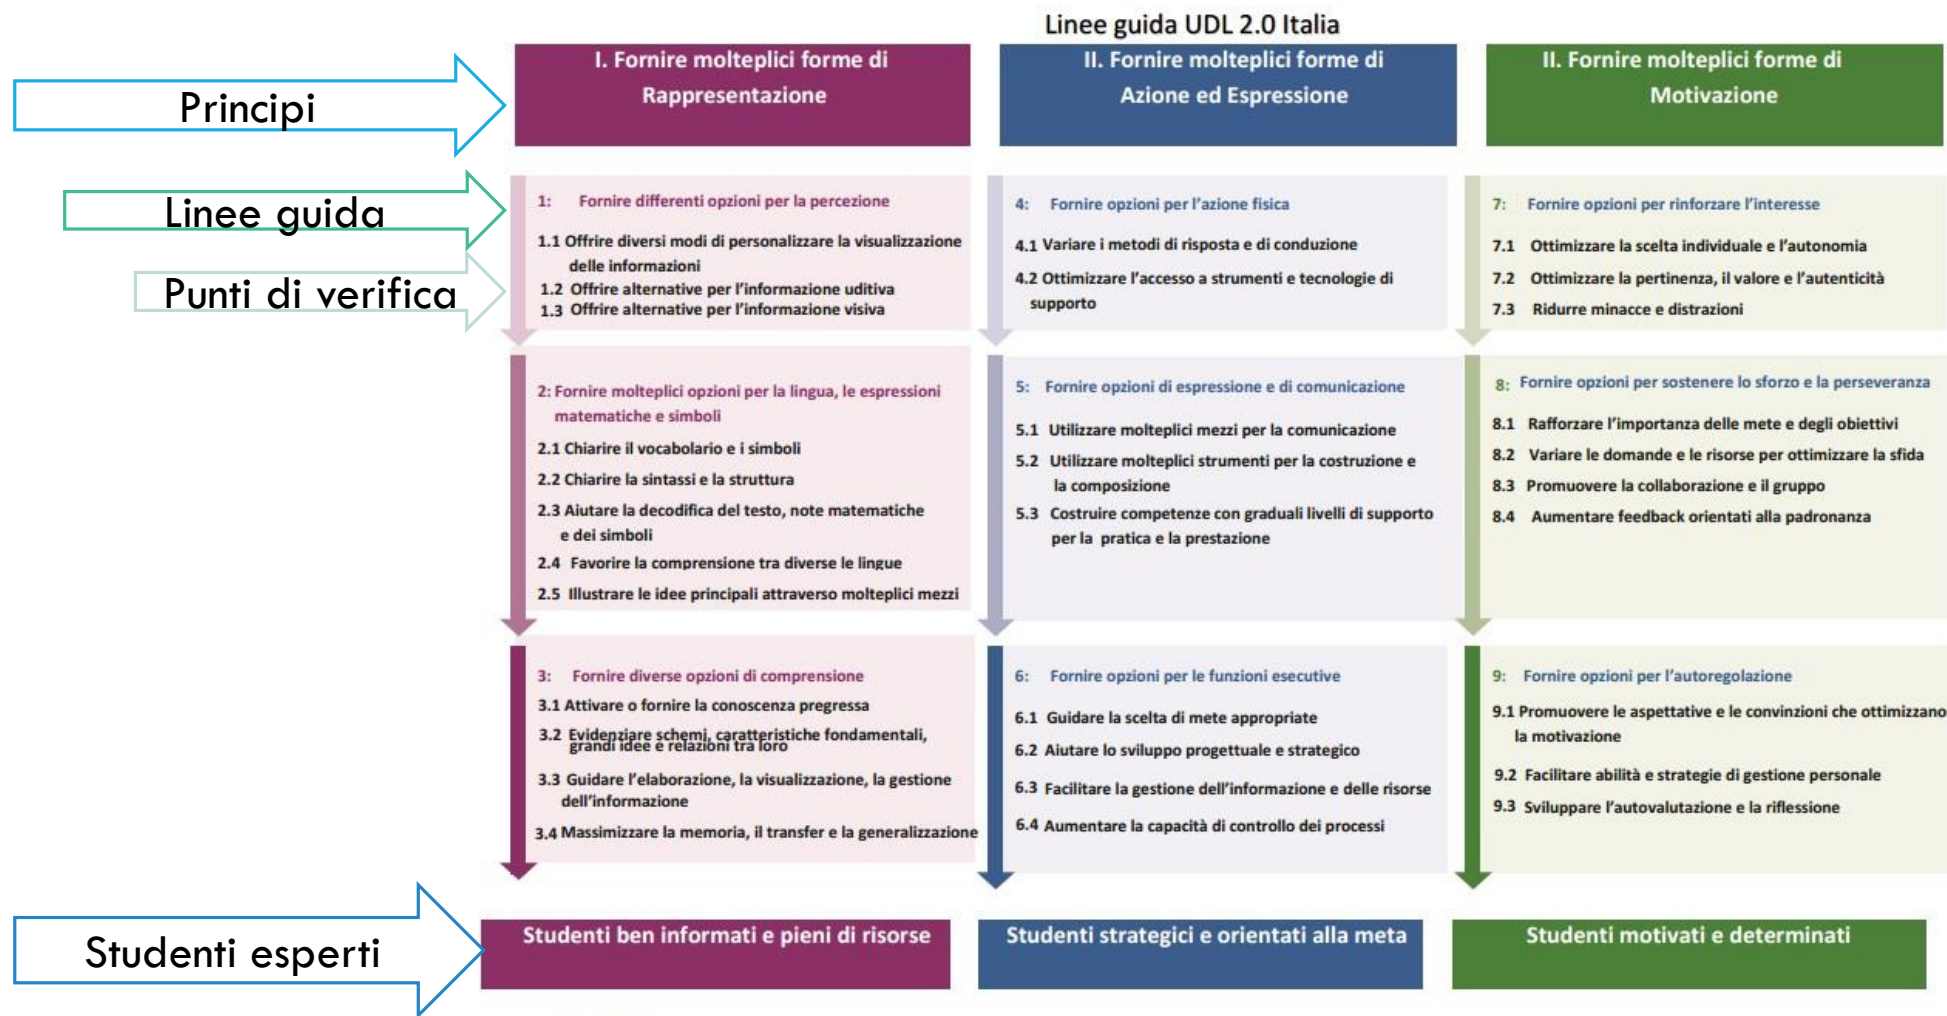 Linee guida UDL 2.0 Italia
Principi
I. Fornire molteplici forme di
Rappresentazione
II. Fornire molteplici forme di
Azione ed Espressione
II. Fornire molteplici forme di
Motivazione
Linee guida
Punti di verifica
1: Fornire differenti opzioni per la percezione
1.1 Offrire diversi modi di personalizzare la visualizzazione
delle informazioni
1.2 Offrire alternative per l'informazione uditiva
1.3 Offrire alternative per l'informazione visiva
2: Fornire molteplici opzioni per la lingua, le espressioni
matematiche e simboli
2.1 Chiarire il vocabolario e i simboli
2.2 Chiarire la sintassi e la struttura
2.3 Aiutare la decodifica del testo, note matematiche
e dei simboli
2.4 Favorire la comprensione tra diverse le lingue
2.5 Illustrare le idee principali attraverso molteplici mezzi
3: Fornire diverse opzioni di comprensione
3.1 Attivare o fornire la conoscenza pregressa
3.2 Evidenziare schemi, caratteristiche fondamentali,
grandi idee e relazioni tra loro
3.3 Guidare l'elaborazione, la visualizzazione, la gestione
dell'informazione
3.4 Massimizzare la memoria, il transfer e la generalizzazione
4: Fornire opzioni per l'azione fisica
4.1 Variare i metodi di risposta e di conduzione
4.2 Ottimizzare l'accesso a strumenti e tecnologie di
supporto
5: Fornire opzioni di espressione e di comunicazione
5.1 Utilizzare molteplici mezzi per la comunicazione
5.2 Utilizzare molteplici strumenti per la costruzione e
la composizione
5.3 Costruire competenze con graduali livelli di supporto
per la pratica e la prestazione
6: Fornire opzioni per le funzioni esecutive
6.1 Guidare la scelta di mete appropriate
6.2 Aiutare lo sviluppo progettuale e strategico
6.3 Facilitare la gestione dell'informazione e delle risorse
6.4 Aumentare la capacità di controllo dei processi
7: Fornire opzioni per rinforzare l'interesse
7.1 Ottimizzare la scelta individuale e l'autonomia
7.2 Ottimizzare la pertinenza, il valore e l'autenticità
7.3 Ridurre minacce e distrazioni
8: Fornire opzioni per sostenere lo sforzo e la perseveranza
8.1 Rafforzare l'importanza delle mete e degli obiettivi
8.2 Variare le domande e le risorse per ottimizzare la sfida
8.3 Promuovere la collaborazione e il gruppo
8.4 Aumentare feedback orientati alla padronanza
9: Fornire opzioni per l'autoregolazione
9.1 Promuovere le aspettative e le convinzioni che ottimizzano
la motivazione
9.2 Facilitare abilità e strategie di gestione personale
9.3 Sviluppare l'autovalutazione e la riflessione
Studenti esperti
Studenti ben informati e pieni di risorse
Studenti strategici e orientati alla meta
Studenti motivati e determinati